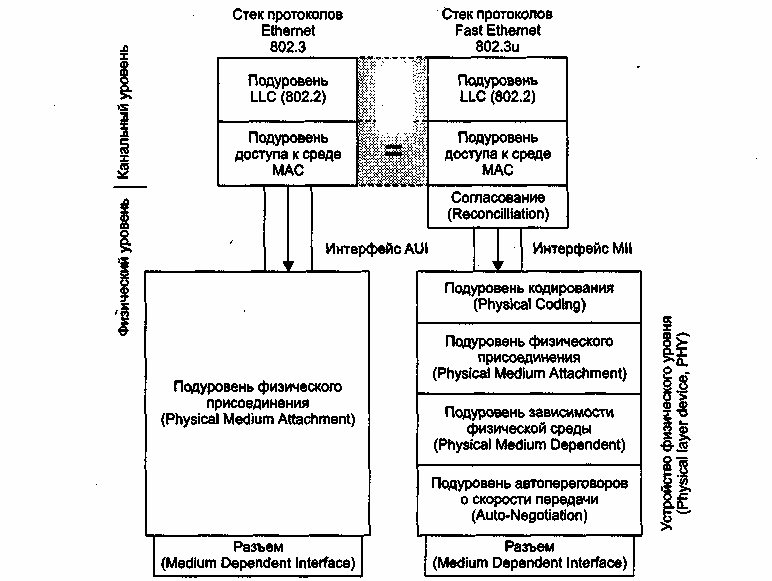 Стек протоколов
Ethernet
802.3
Стек протоколов
Fast Ethernet
802.3u
Канальный уровень
Подуровень
LLC (802.2)
Подуровень
LLC (802.2)
Подуровень
доступа к среде
MAC
=
Подуровень
доступа к среде
MAC
Согласование
(Reconcilliation)
Физический уровень
Интерфейс AUI
Интерфейс MII
Подуровень физического
присоединения
(Physical Medium Attachment)
Подуровень кодирования
(Physical Coding)
Подуровень физического
присоединения
(Physical Medium Attachment)
Подуровень зависимости
физической среды
(Physical Medium Dependent)
Подуровень автопереговоров
о скорости передачи
(Auto-Negotiation)
Устройство физического уровня
(Physical layer device, PHY)
Разъем
(Medium Dependent Interface)
Разъем
(Medium Dependent Interface)